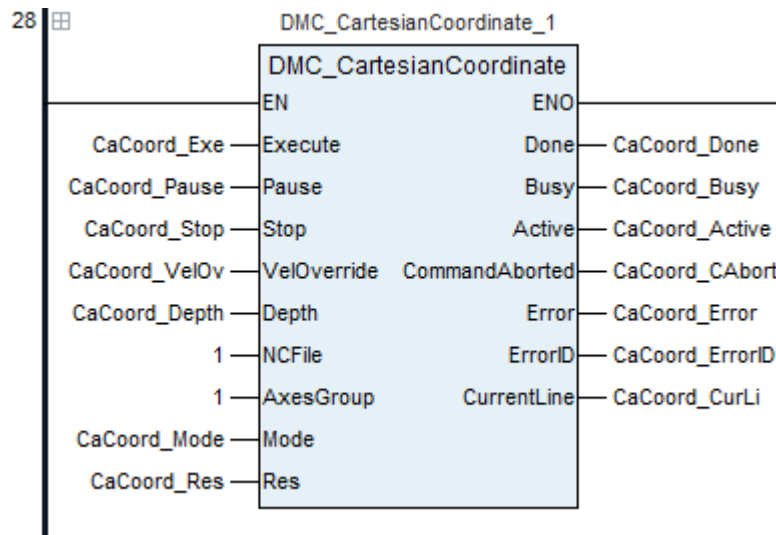 28 DMC_CartesianCoordinate_1
DMC_CartesianCoordinate
EN ENO
CaCoord_Exe Execute Done CaCoord_Done
CaCoord_Pause Pause Busy CaCoord_Busy
CaCoord_Stop Stop Active CaCoord_Active
CaCoord_VelOv VelOverride CommandAborted CaCoord_CAbort
CaCoord_Depth Depth Error CaCoord_Error
1 NCFile ErrorID CaCoord_ErrorID
1 AxesGroup CurrentLine CaCoord_CurLi
CaCoord_Mode Mode
CaCoord_Res Res